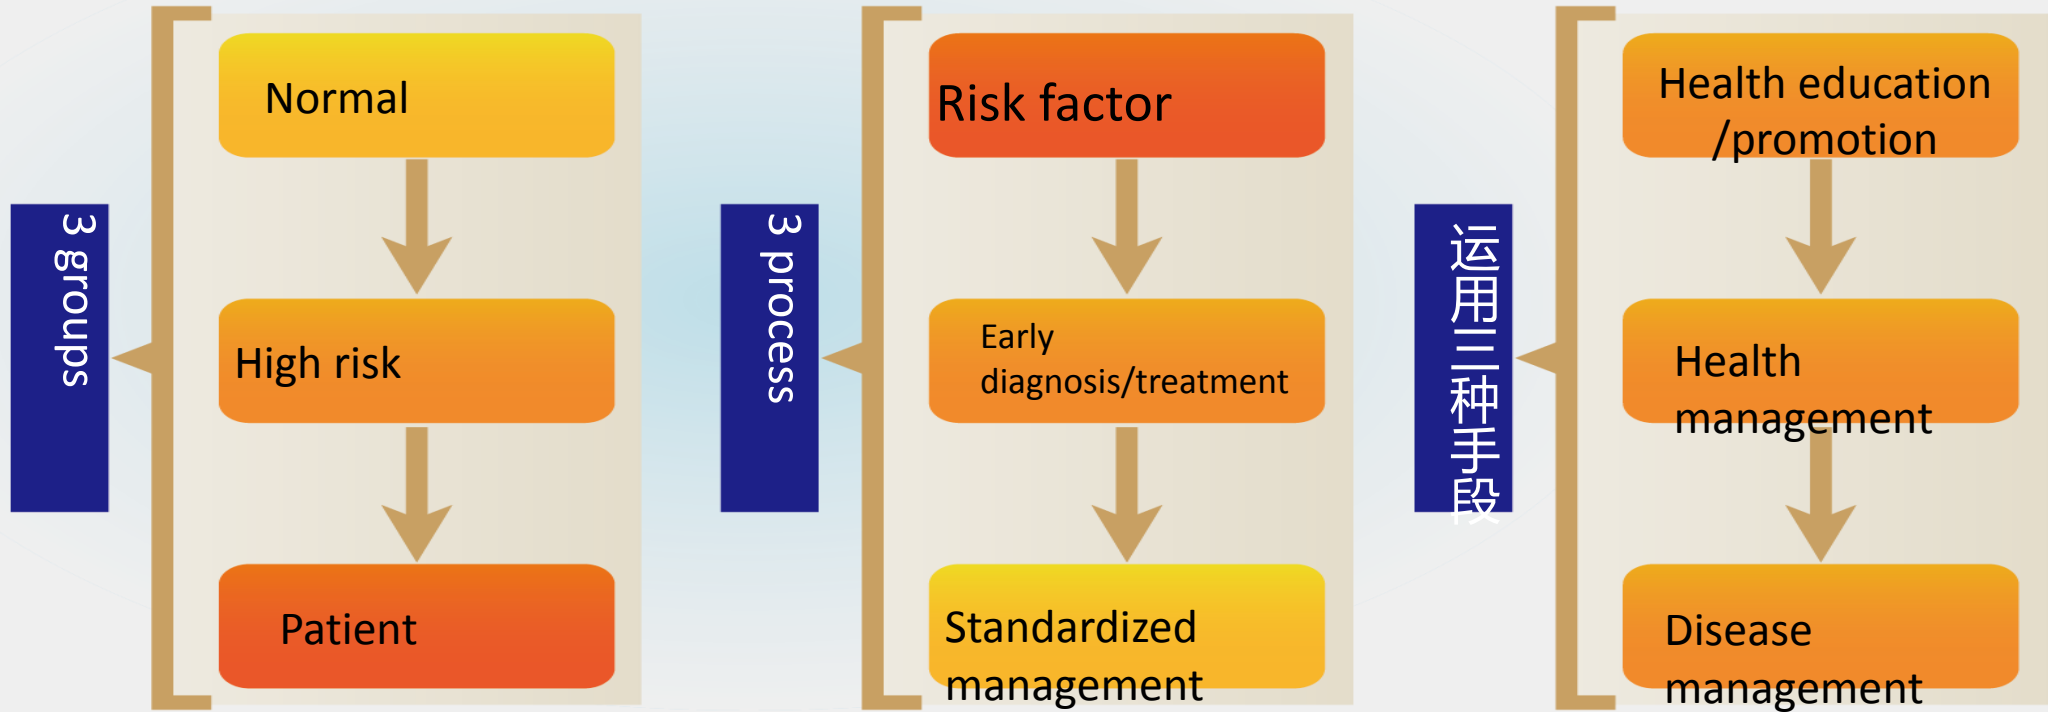 3 groups
Normal
High risk
Patient
3 process
Risk factor
Early
diagnosis/treatment
Standardized
management
运用三种手段
Health education
/promotion
Health
management
Disease
management